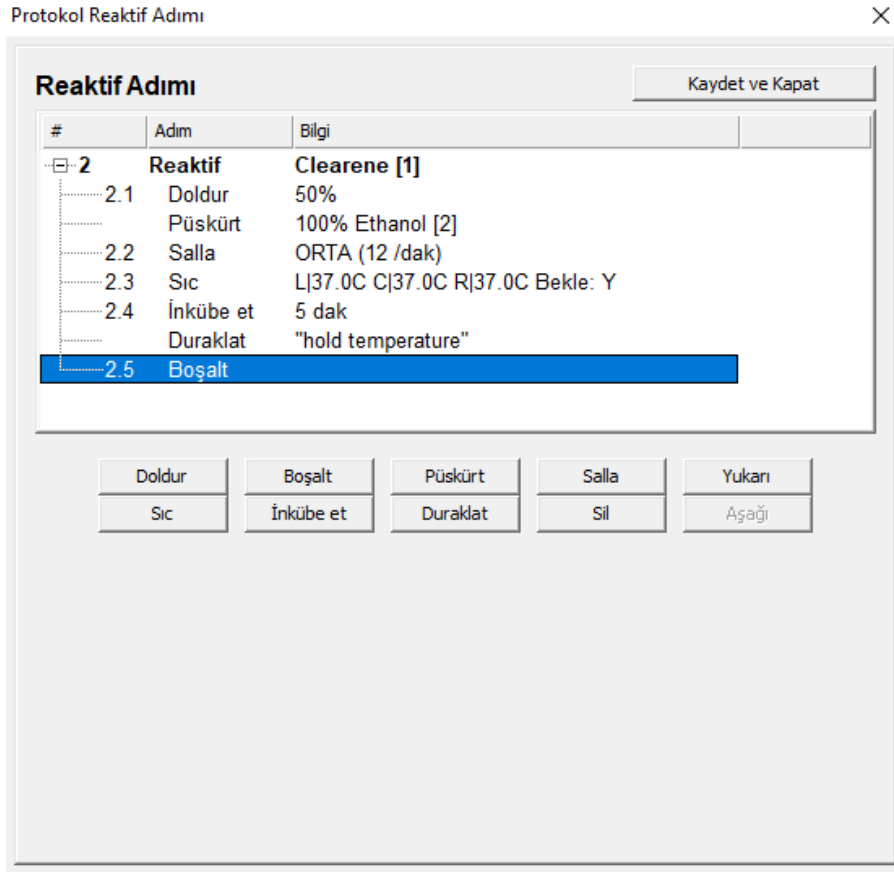 Protokol Reaktif Adımı
Reaktif Adımı
Kaydet ve Kapat
# Adım Bilgi
2 Reaktif Clearene [1]
2.1 Doldur 50%
Püskürt 100% Ethanol [2]
2.2 Salla ORTA (12 /dak)
2.3 Sıc L|37.0C C|37.0C R|37.0C Bekle: Y
2.4 İnkübe et 5 dak
Duraklat "hold temperature"
2.5 Boşalt
Doldur Boşalt Püskürt Salla Yukarı
Sıc İnkübe et Duraklat Sil Aşağı